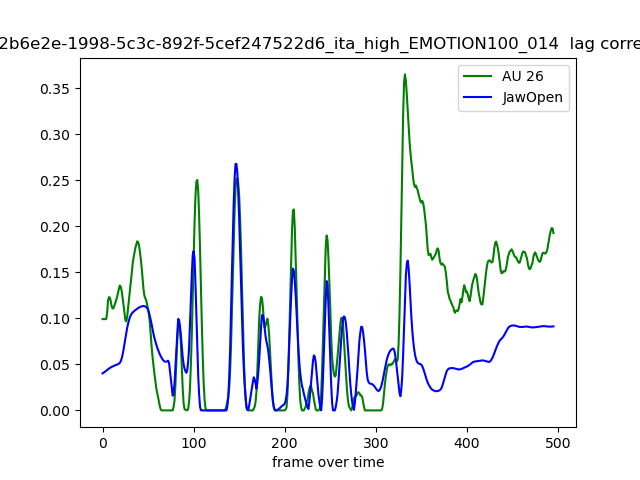 2b6e2e-1998-5c3c-892f-5cef247522d6_ita_high_EMOTION100_014  lag corre
AU 26
JawOpen
0.35
0.30
0.25
0.20
0.15
0.10
0.05
0.00
0 100 200 300 400 500
frame over time